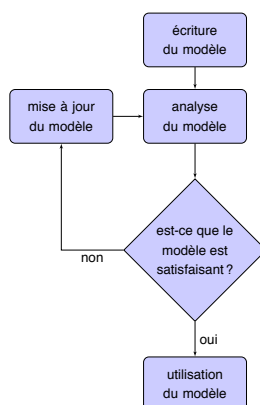 écriture
du modèle
mise à jour
du modèle
analyse
du modèle
est-ce que le
modèle est
satisfaisant ?
non
oui
utilisation
du modèle